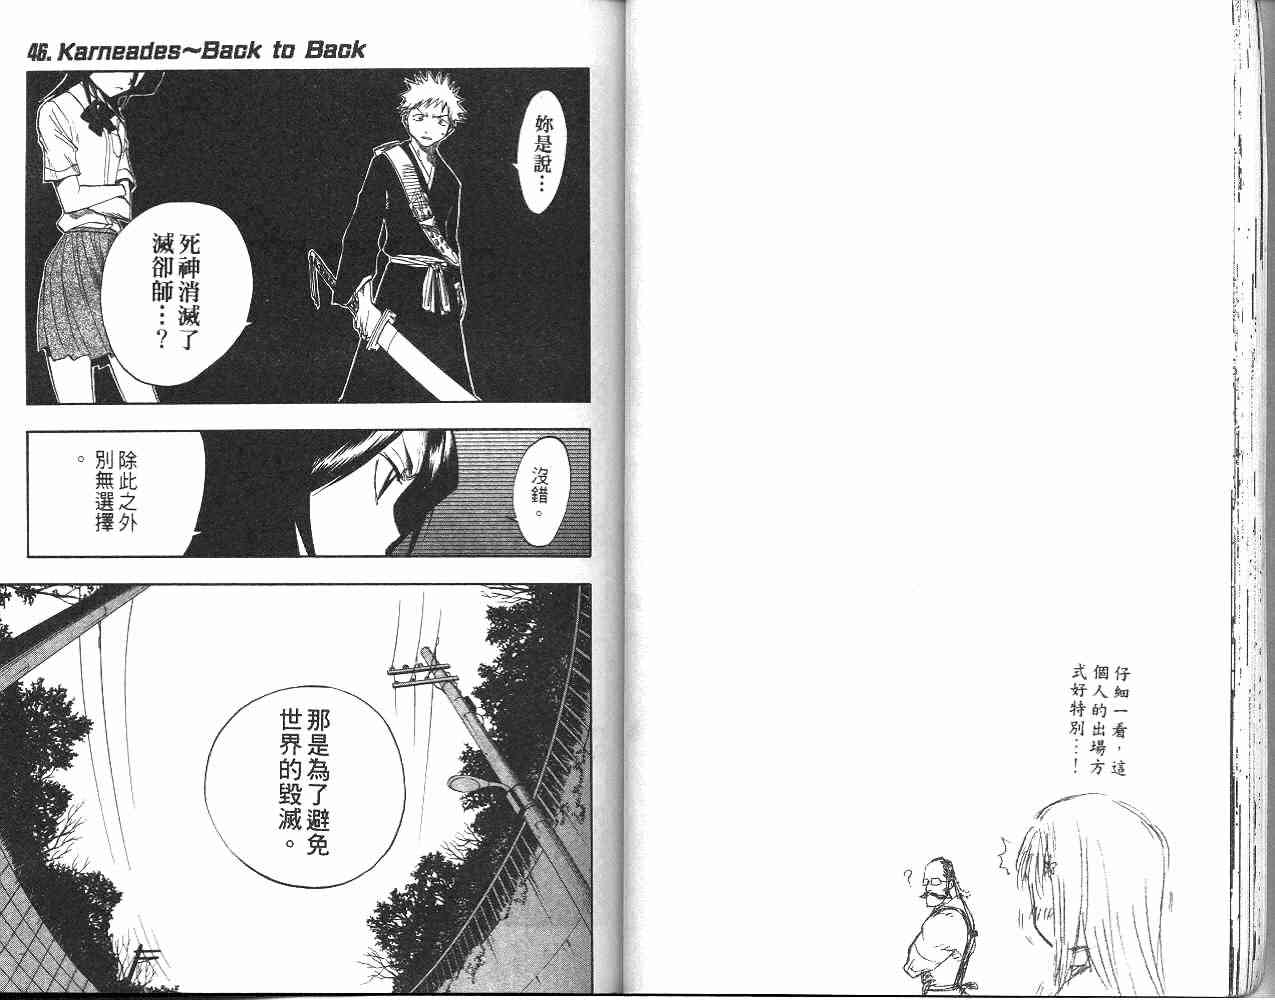 仔細一看，這
個人的出場方
式好特別…！
?
46. Karneades~Back to Back
妳是說…
死神消滅了
滅卻師…？
沒錯。
除此之外
別無選擇
。
那是為了避免
世界的毀滅。